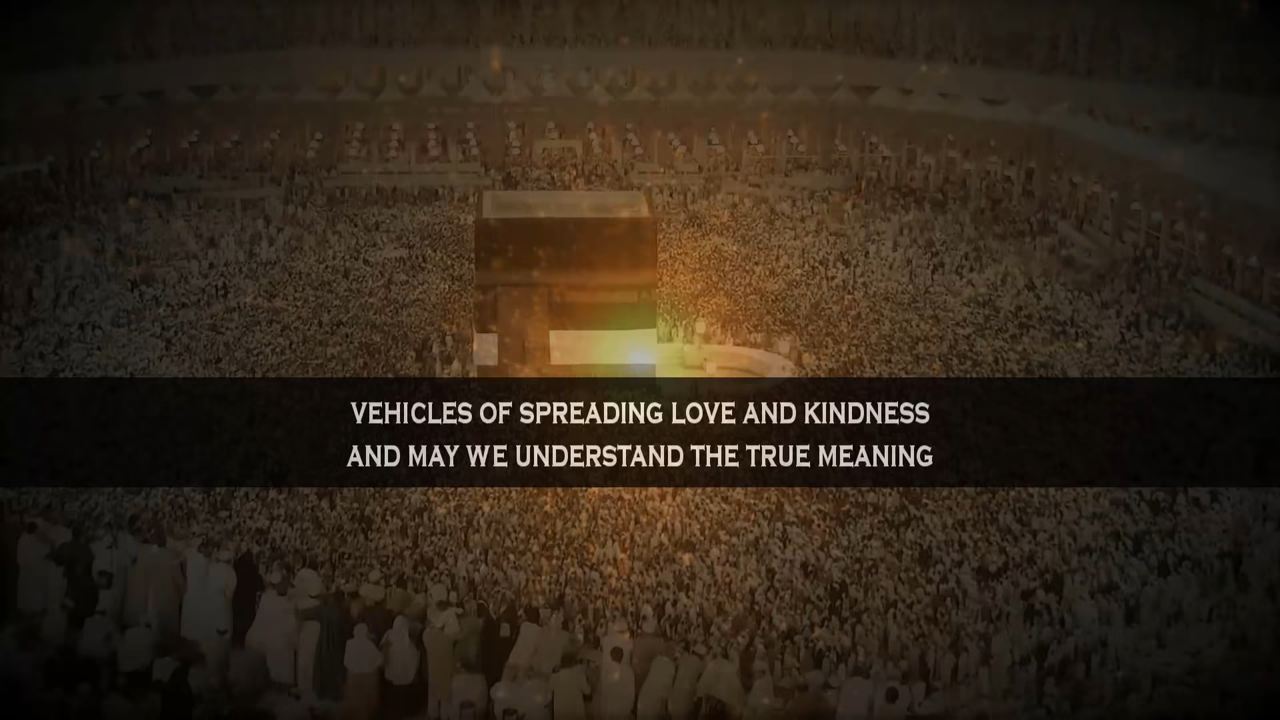 VEHICLES OF SPREADING LOVE AND KINDNESS
AND MAY WE UNDERSTAND THE TRUE MEANING